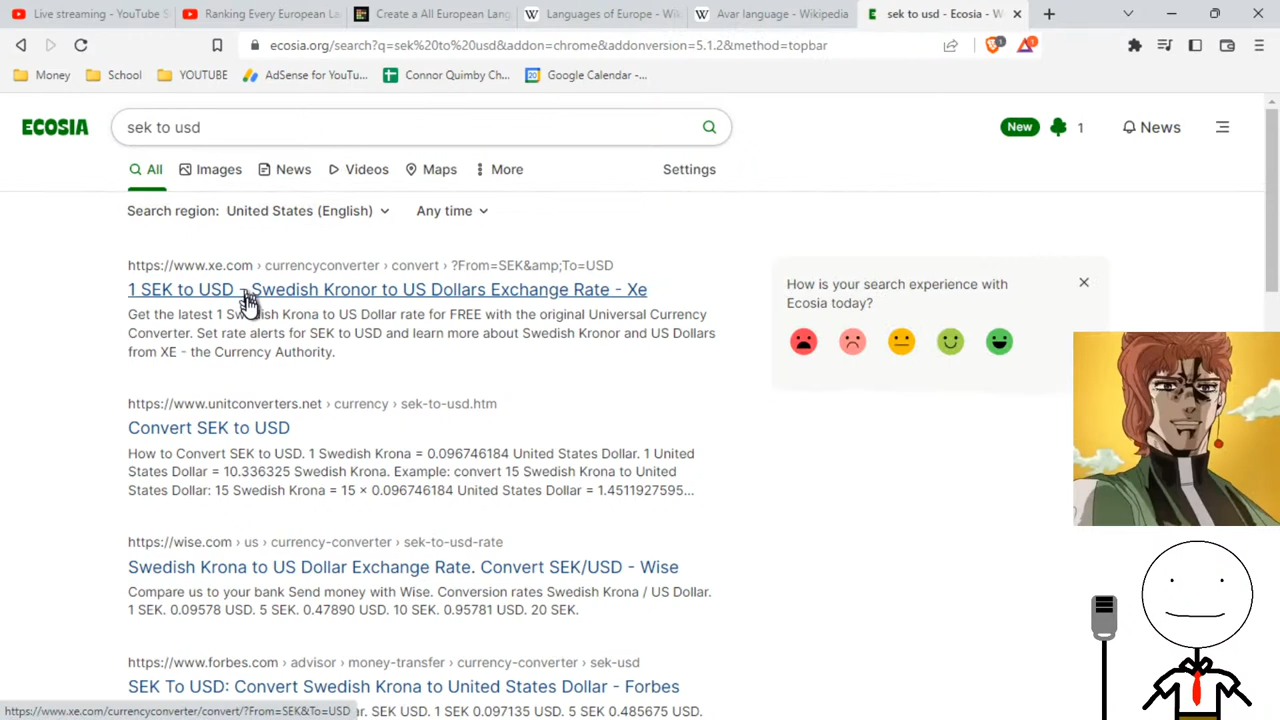 Live streaming - YouTube S
Ranking Every European La
Create a All European Lang
Languages of Europe - Wiki
Avar language - Wikipedia
sek to usd - Ecosia - W
ecosia.org/search?q=sek%20to%20usd&addon=chrome&addonversion=5.1.2&method=topbar
1
1
Money
School
YOUTUBE
AdSense for YouTu...
Connor Quimby Ch...
Google Calendar -...
ECOSIA
sek to usd
New
1
News
All
Images
News
Videos
Maps
More
Settings
Search region: United States (English)
Any time
https://www.xe.com › currencyconverter › convert › ?From=SEK&amp;To=USD
1 SEK to USD - Swedish Kronor to US Dollars Exchange Rate - Xe
Get the latest 1 Swedish Krona to US Dollar rate for FREE with the original Universal Currency
Converter. Set rate alerts for SEK to USD and learn more about Swedish Kronor and US Dollars
from XE - the Currency Authority.
How is your search experience with
Ecosia today?
https://www.unitconverters.net › currency › sek-to-usd.htm
Convert SEK to USD
How to Convert SEK to USD. 1 Swedish Krona = 0.096746184 United States Dollar. 1 United
States Dollar = 10.336325 Swedish Krona. Example: convert 15 Swedish Krona to United
States Dollar: 15 Swedish Krona = 15 × 0.096746184 United States Dollar = 1.4511927595...
https://wise.com › us › currency-converter › sek-to-usd-rate
Swedish Krona to US Dollar Exchange Rate. Convert SEK/USD - Wise
Compare us to your bank Send money with Wise. Conversion rates Swedish Krona / US Dollar.
1 SEK. 0.09578 USD. 5 SEK. 0.47890 USD. 10 SEK. 0.95781 USD. 20 SEK.
https://www.forbes.com › advisor › money-transfer › currency-converter › sek-usd
SEK To USD: Convert Swedish Krona to United States Dollar - Forbes
https://www.xe.com/currencyconverter/convert/?From=SEK&To=USD
ar. SEK. USD. 1 SEK 0.097135 USD. 5 SEK 0.485675 USD.